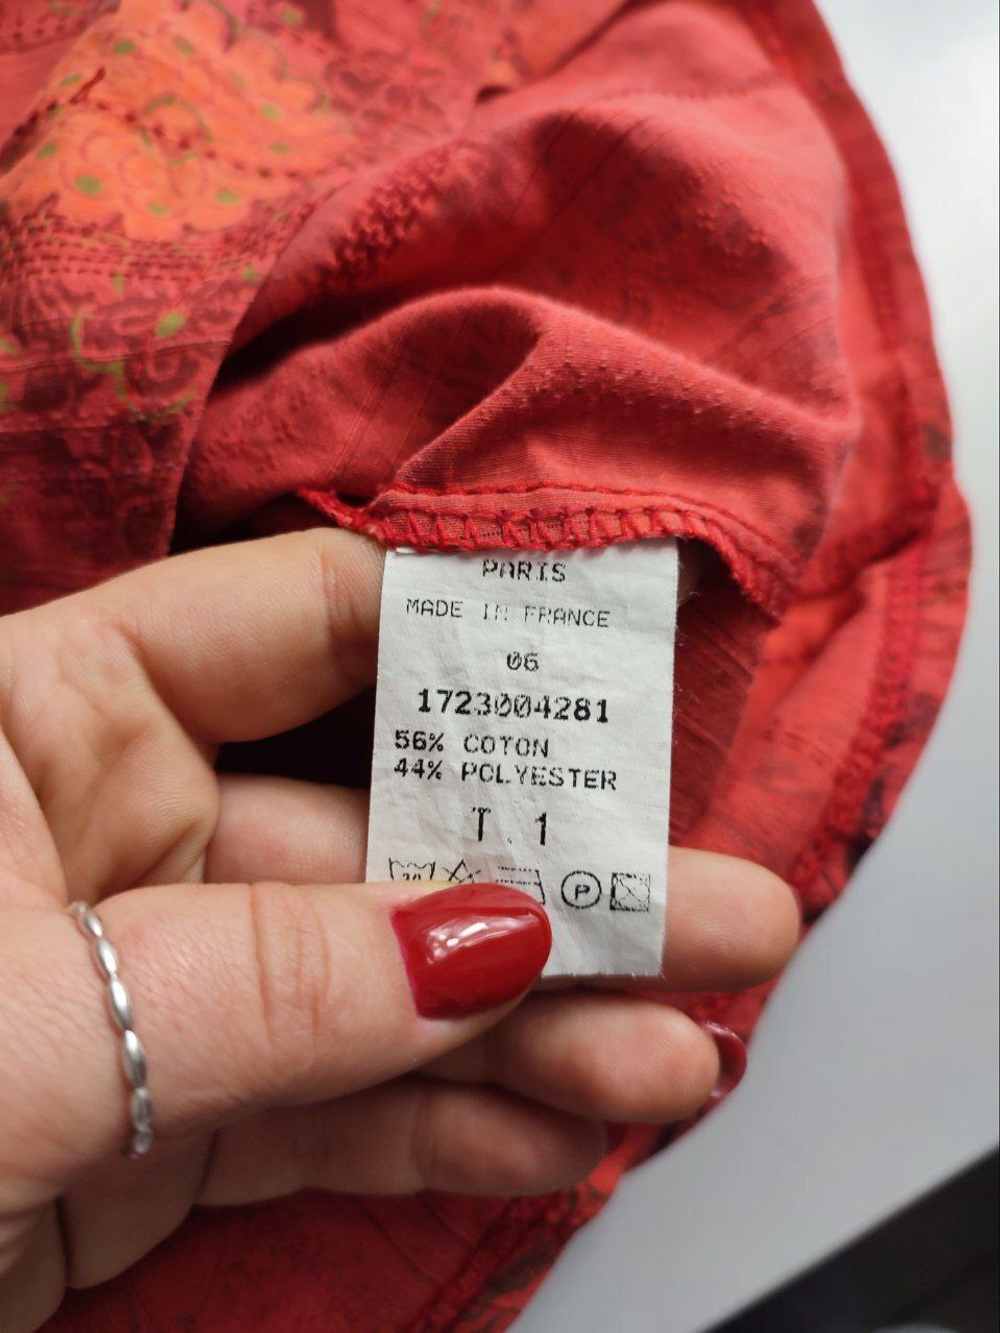 PARIS
MADE IN FRANCE
06
1723004281
56% COTON
44% POLYESTER
T.1
P